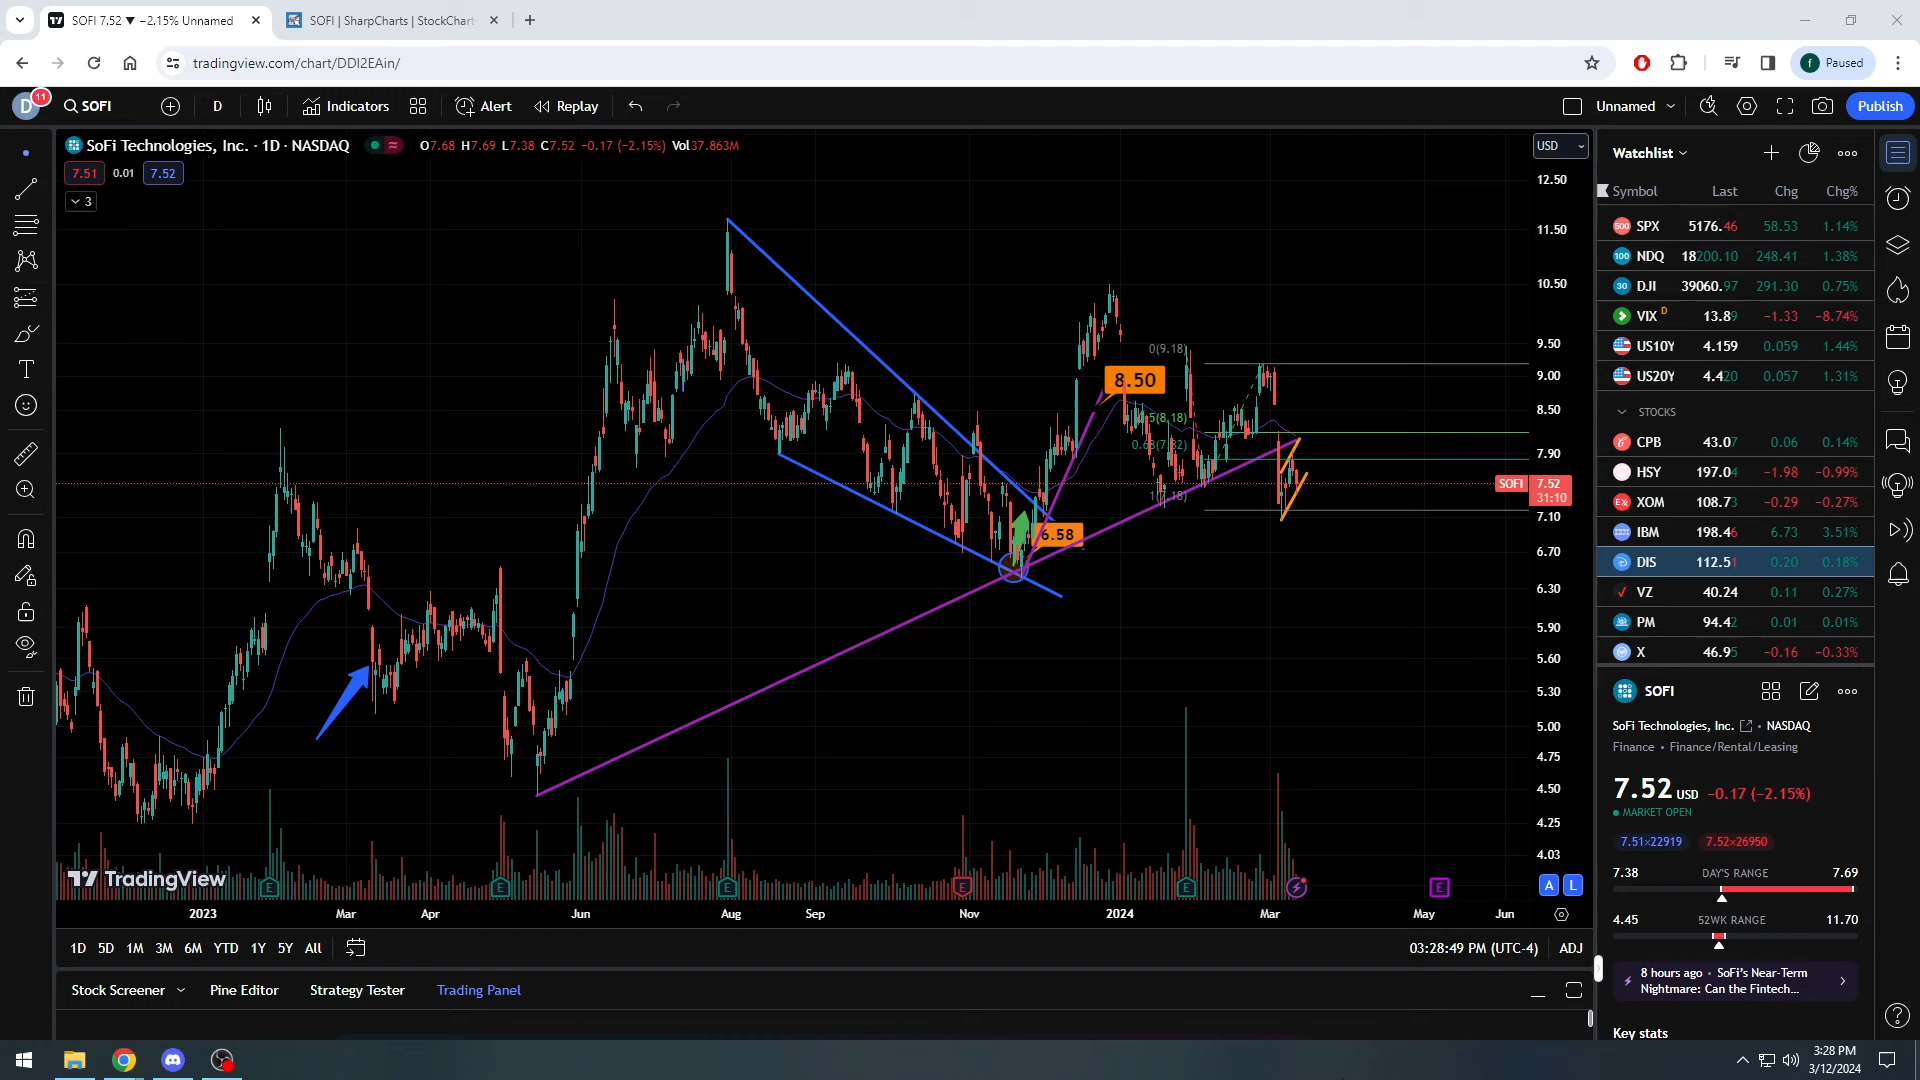 SOFI 7.52 ▼ −2.15% Unnamed
SOFI | SharpCharts | StockChart
tradingview.com/chart/DDI2EAin/
f Paused
D 11 SOFI D Indicators Alert Replay Unnamed Publish
SoFi Technologies, Inc. · 1D · NASDAQ O7.68 H7.69 L7.38 C7.52 −0.17 (−2.15%) Vol37.863M
7.51 0.01 7.52
3
USD
12.50
11.50
10.50
9.50
9.00
8.50
7.90
SOFI 7.52
31:10
7.10
6.70
6.30
5.90
5.60
5.30
5.00
4.75
4.50
4.25
4.03
0(9.18)
8.50
0.5(8.18)
1(7.18)
6.58
TradingView
E E E E E E
A L
2023 Mar Apr Jun Aug Sep Nov 2024 Mar May Jun
1D 5D 1M 3M 6M YTD 1Y 5Y All 03:28:49 PM (UTC-4) ADJ
Stock Screener Pine Editor Strategy Tester Trading Panel
Watchlist
Symbol Last Chg Chg%
500 SPX 5176.46 58.53 1.14%
100 NDQ 18200.10 248.41 1.38%
30 DJI 39060.97 291.30 0.75%
VIX D 13.89 −1.33 −8.74%
US10Y 4.159 0.059 1.44%
US20Y 4.420 0.057 1.31%
STOCKS
CPB 43.07 0.06 0.14%
HSY 197.04 −1.98 −0.99%
XOM 108.73 −0.29 −0.27%
IBM 198.46 6.73 3.51%
DIS 112.51 0.20 0.18%
VZ 40.24 0.11 0.27%
PM 94.42 0.01 0.01%
X 46.95 −0.16 −0.33%
SOFI
SoFi Technologies, Inc. • NASDAQ
Finance • Finance/Rental/Leasing
7.52 USD −0.17 (−2.15%)
MARKET OPEN
7.51×22919 7.52×26950
7.38 DAY'S RANGE 7.69
4.45 52WK RANGE 11.70
8 hours ago • SoFi's Near-Term
Nightmare: Can the Fintech...
Key stats
3:28 PM
3/12/2024